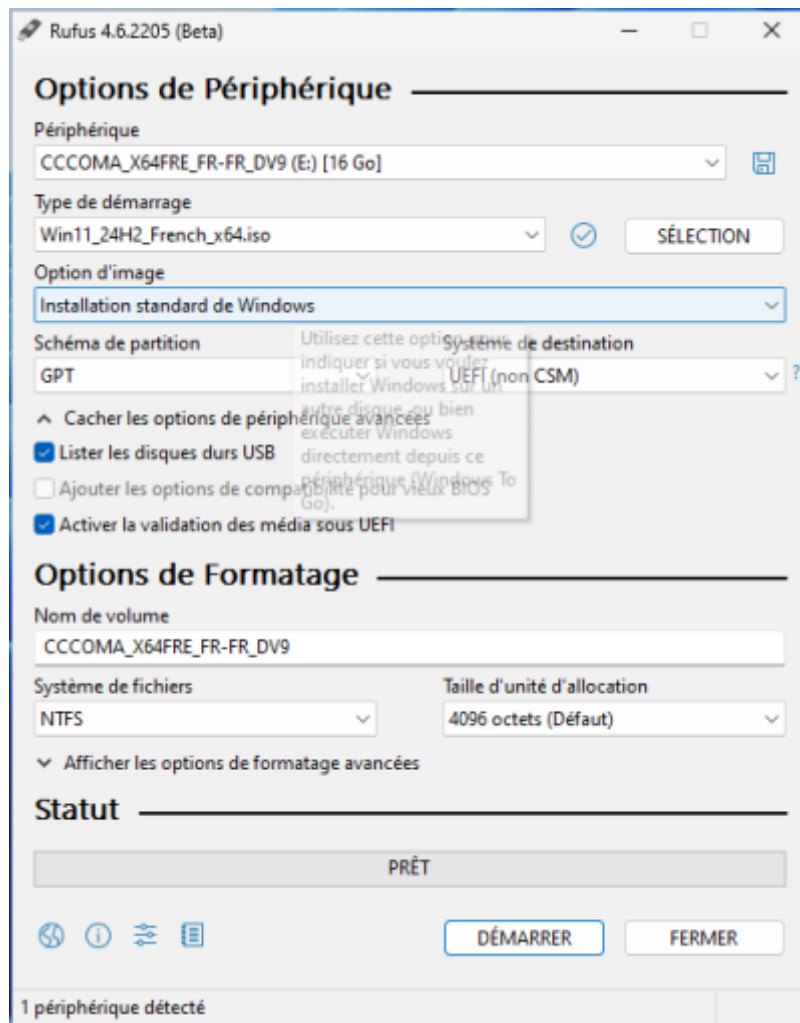 Rufus 4.6.2205 (Beta)
Options de Périphérique
Périphérique
CCCOMA_X64FRE_FR-FR_DV9 (E:) [16 Go]
Type de démarrage
Win11_24H2_French_x64.iso
SÉLECTION
Option d'image
Installation standard de Windows
Schéma de partition
Système de destination
GPT
UEFI (non CSM)
?
Utilisez cette option pour
indiquer si vous voulez
installer Windows sur un
autre disque, ou bien
exécuter Windows
directement depuis ce
périphérique (Windows To
Go).
Cacher les options de périphérique avancées
Lister les disques durs USB
Ajouter les options de compatibilité pour vieux BIOS
Activer la validation des média sous UEFI
Options de Formatage
Nom de volume
CCCOMA_X64FRE_FR-FR_DV9
Système de fichiers
Taille d'unité d'allocation
NTFS
4096 octets (Défaut)
Afficher les options de formatage avancées
Statut
PRÊT
DÉMARRER
FERMER
1 périphérique détecté